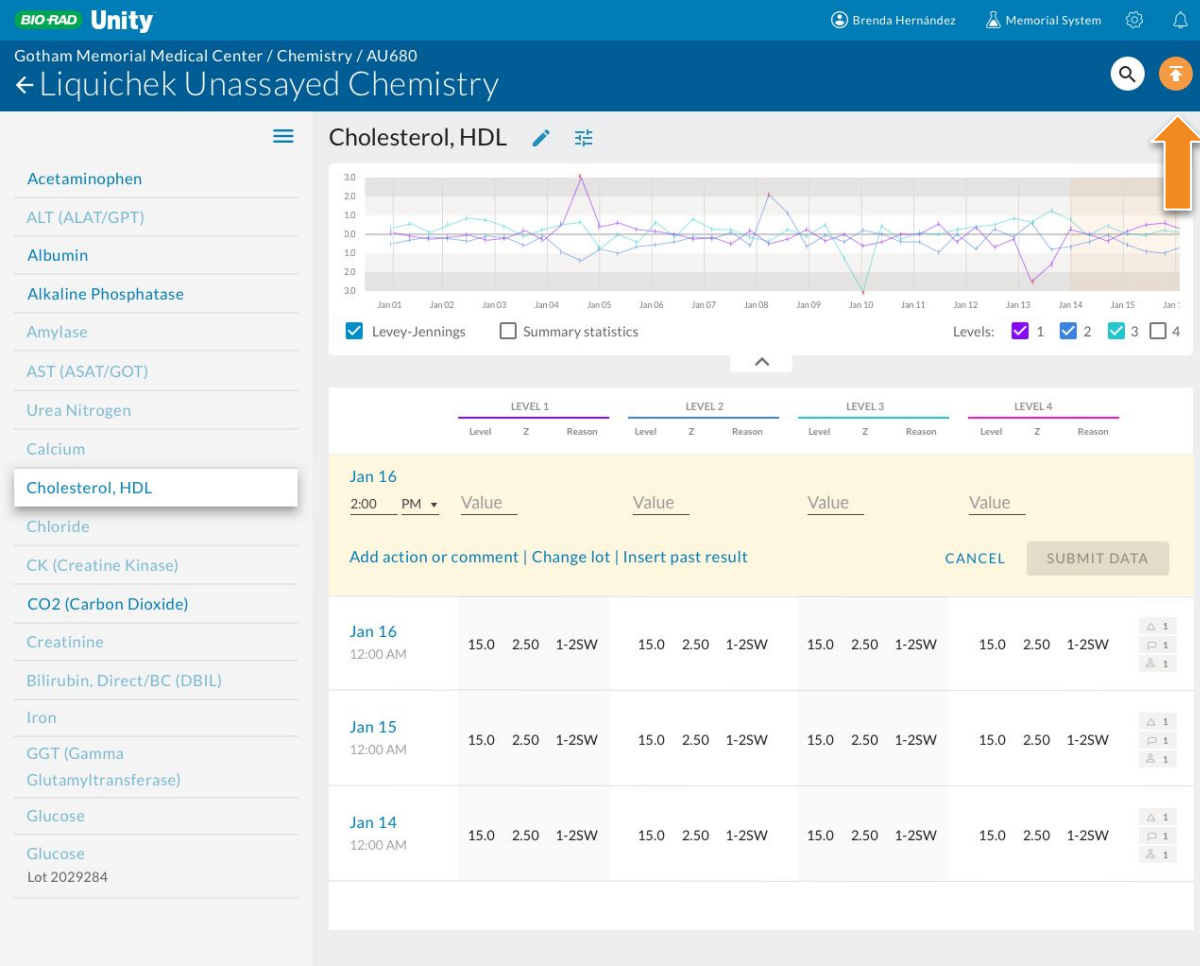 BIO-RAD Unity
Brenda Hernández Memorial System
Gotham Memorial Medical Center / Chemistry / AU680
Liquichek Unassayed Chemistry
Acetaminophen
ALT (ALAT/GPT)
Albumin
Alkaline Phosphatase
Amylase
AST (ASAT/GOT)
Urea Nitrogen
Calcium
Cholesterol, HDL
Chloride
CK (Creatine Kinase)
CO2 (Carbon Dioxide)
Creatinine
Bilirubin, Direct/BC (DBIL)
Iron
GGT (Gamma
Glutamyltransferase)
Glucose
Glucose
Lot 2029284
Cholesterol, HDL
3.0
2.0
1.0
0.0
1.0
2.0
3.0
Jan 01 Jan 02 Jan 03 Jan 04 Jan 05 Jan 06 Jan 07 Jan 08 Jan 09 Jan 10 Jan 11 Jan 12 Jan 13 Jan 14 Jan 15 Jan
Levey-Jennings Summary statistics Levels: 1 2 3 4
LEVEL 1 LEVEL 2 LEVEL 3 LEVEL 4
Level Z Reason Level Z Reason Level Z Reason Level Z Reason
Jan 16
2:00 PM Value Value Value Value
Add action or comment | Change lot | Insert past result CANCEL SUBMIT DATA
Jan 16
12:00 AM
15.0 2.50 1-2SW 15.0 2.50 1-2SW 15.0 2.50 1-2SW 15.0 2.50 1-2SW
1
1
1
Jan 15
12:00 AM
15.0 2.50 1-2SW 15.0 2.50 1-2SW 15.0 2.50 1-2SW 15.0 2.50 1-2SW
1
1
1
Jan 14
12:00 AM
15.0 2.50 1-2SW 15.0 2.50 1-2SW 15.0 2.50 1-2SW 15.0 2.50 1-2SW
1
1
1